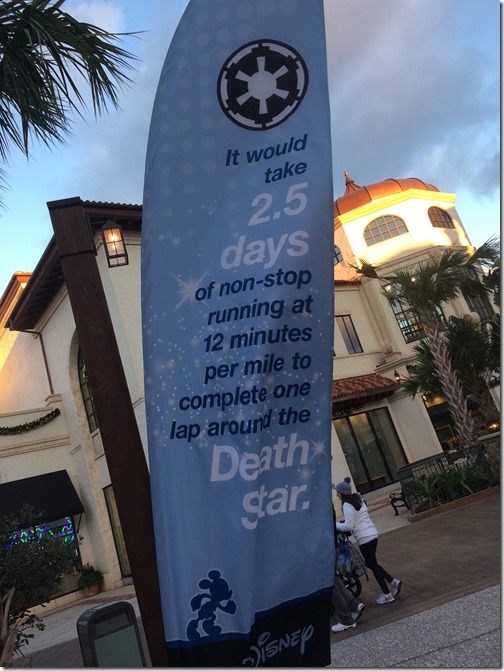 It would
take
2.5
days
of non-stop
running at
12 minutes
per mile to
complete one
lap around the
Death
Star.
Disney